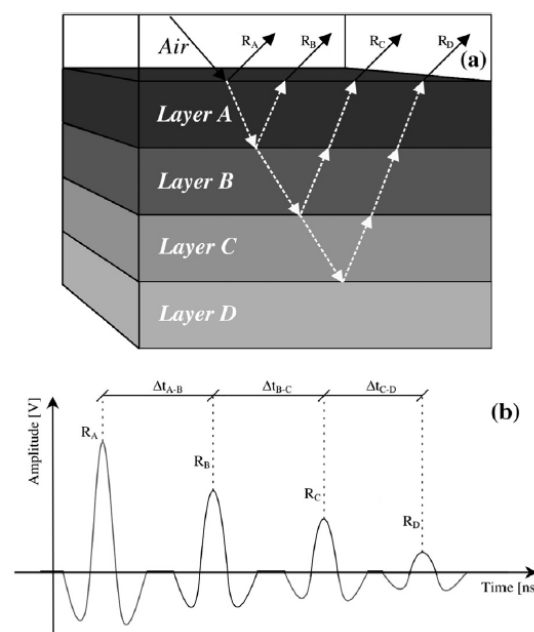 Air
R_A R_B R_C R_D
(a)
Layer A
Layer B
Layer C
Layer D
Δt_A-B Δt_B-C Δt_C-D
(b)
Amplitude [V]
R_A
R_B
R_C
R_D
Time [ns